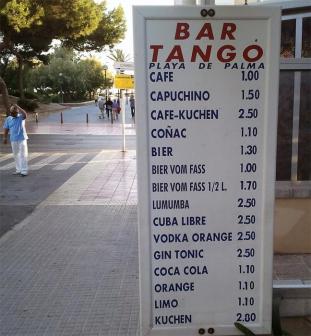 BAR
TANGO
PLAYA DE PALMA
CAFE 1.00
CAPUCHINO 1.50
CAFE-KUCHEN 2.50
COÑAC 1.10
BIER 1.30
BIER VOM FASS 1.00
BIER VOM FASS 1/2 L. 1.70
LUMUMBA 2.50
CUBA LIBRE 2.50
VODKA ORANGE 2.50
GIN TONIC 2.50
COCA COLA 1.10
ORANGE 1.10
LIMO 1.10
KUCHEN 2.00